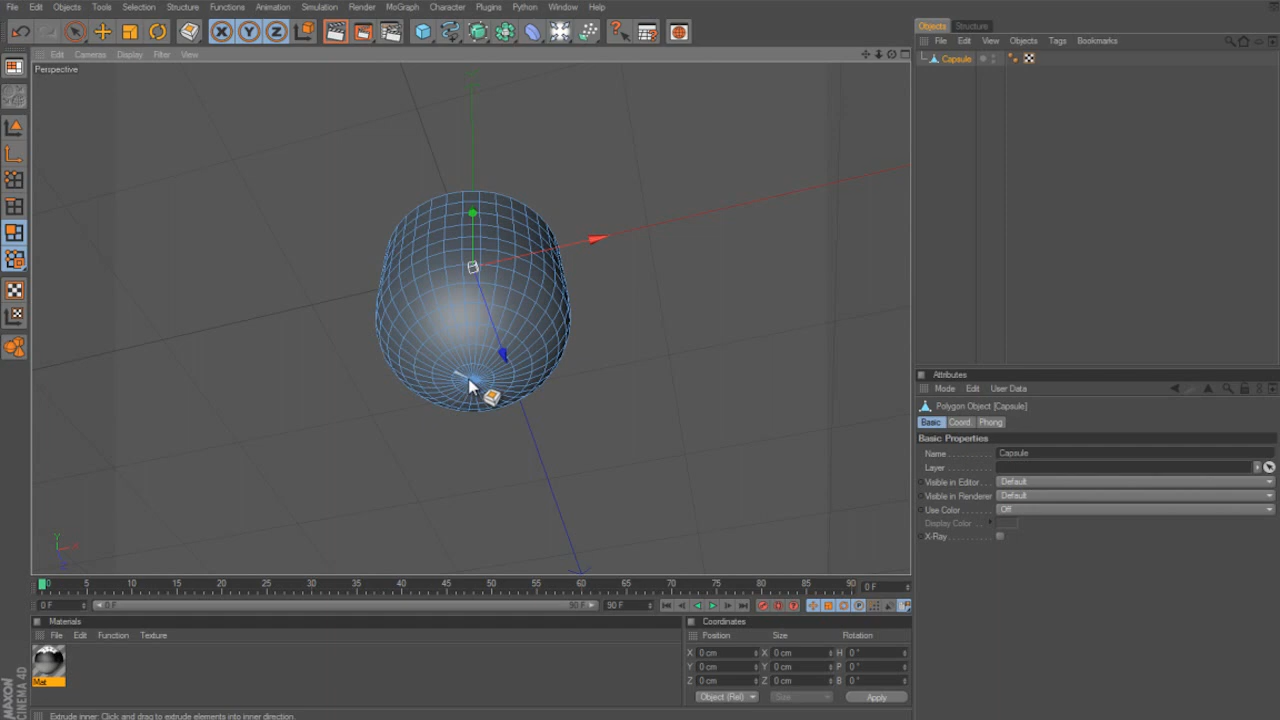 File Edit Objects Tools Selection Structure Functions Animation Simulation Render MoGraph Character Plugins Python Window Help
X Y Z
Objects Structure
Edit Cameras Display Filter View
File Edit View Objects Tags Bookmarks
Perspective
Capsule
Attributes
Mode Edit User Data
Polygon Object [Capsule]
Basic Coord. Phong
Basic Properties
Name Capsule
Layer
Visible in Editor Default
Visible in Renderer Default
Use Color Off
Display Color
X-Ray
Y X Z
0 5 10 15 20 25 30 35 40 45 50 55 60 65 70 75 80 85 90 0 F
0 F 0 F 90 F 90 F
Materials
File Edit Function Texture
Mat
Coordinates
Position Size Rotation
X 0 cm X 0 cm H 0 °
Y 0 cm Y 0 cm P 0 °
Z 0 cm Z 0 cm B 0 °
Object (Rel) Size Apply
MAXON
CINEMA 4D
Extrude inner: Click and drag to extrude elements into inner direction.